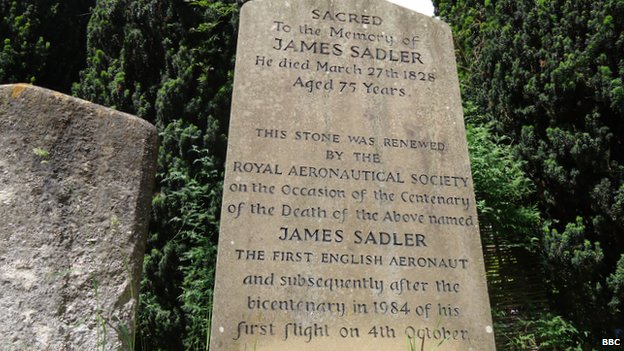 SACRED
To the Memory of
JAMES SADLER
He died March 27th 1828
Aged 75 Years.
THIS STONE WAS RENEWED
BY THE
ROYAL AERONAUTICAL SOCIETY
on the Occasion of the Centenary
of the Death of the Above named
JAMES SADLER
THE FIRST ENGLISH AERONAUT
and subsequently after the
bicentenary in 1984 of his
first flight on 4th October
BBC